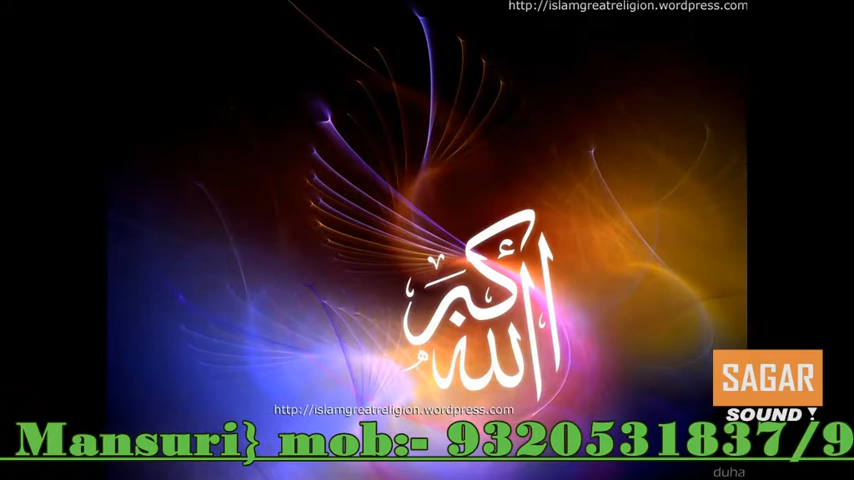 http://islamgreatreligion.wordpress.com
الله أكبر
http://islamgreatreligion.wordpress.com
SAGAR
SOUND!
Mansuri} mob:- 9320531837/9
duha